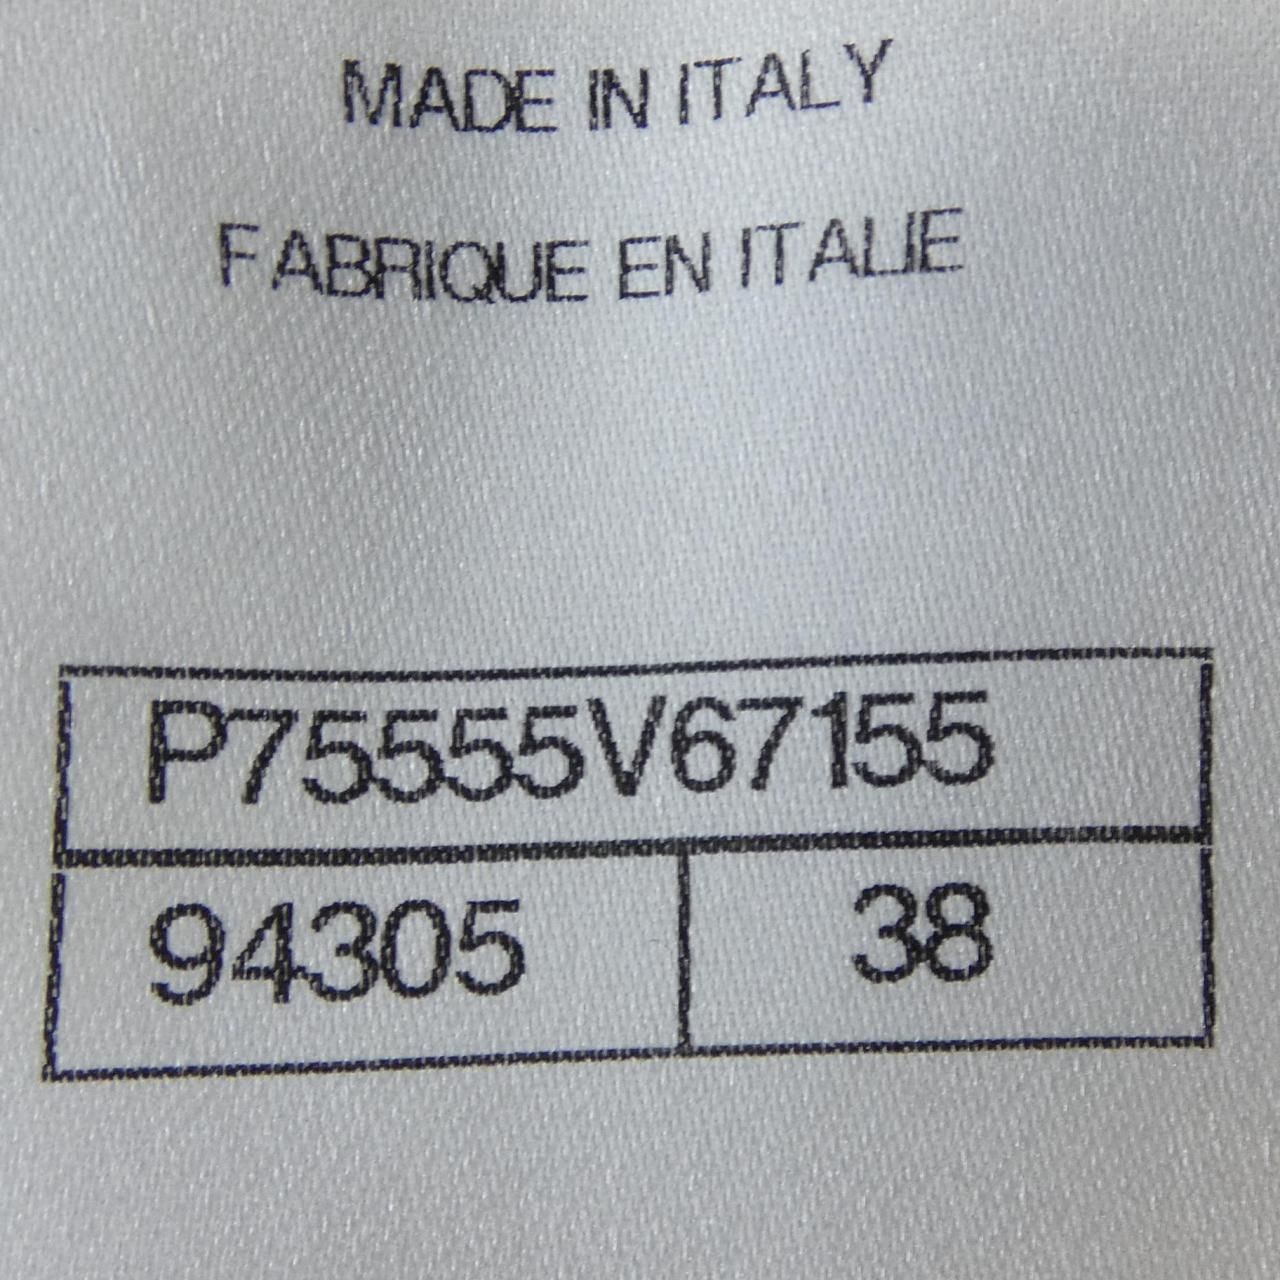 MADE IN ITALY
FABRIQUE EN ITALIE
P75555V67155
94305 38